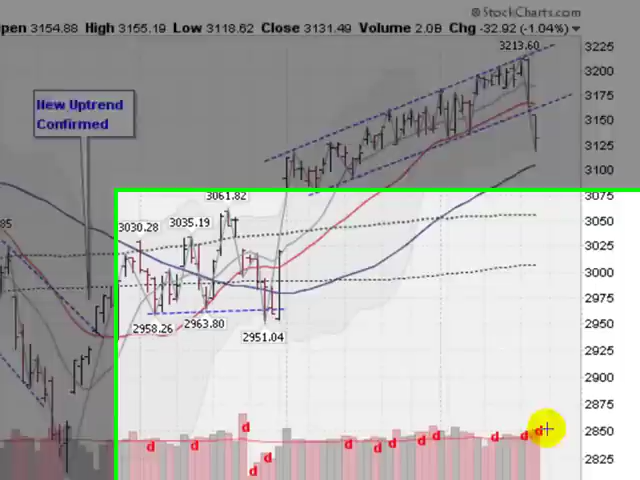 ©StockCharts.com
pen 3154.88 High 3155.19 Low 3118.62 Close 3131.49 Volume 2.0B Chg -32.92 (-1.04%)
3213.60
3225
3200
New Uptrend
Confirmed
3175
3150
3125
3100
3075
3061.82
85
3030.28
3035.19
3050
3025
3000
2975
2958.26
2963.80
2951.04
2950
2925
2900
2875
2850
2825
d
d
d
d
d
d
d
d
d
d
d
d
d